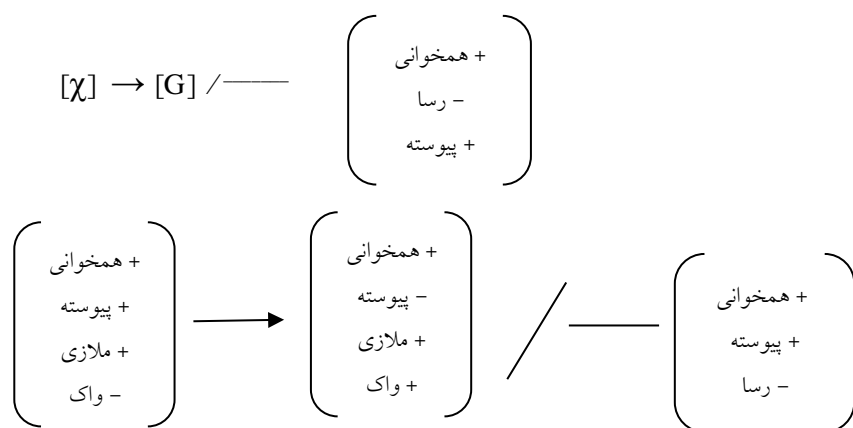 [χ] → [G] / ——
+ همخوانی
– رسا
+ پیوسته
+ همخوانی
+ پیوسته
+ ملازی
– واک
+ همخوانی
– پیوسته
+ ملازی
+ واک
+ همخوانی
+ پیوسته
– رسا